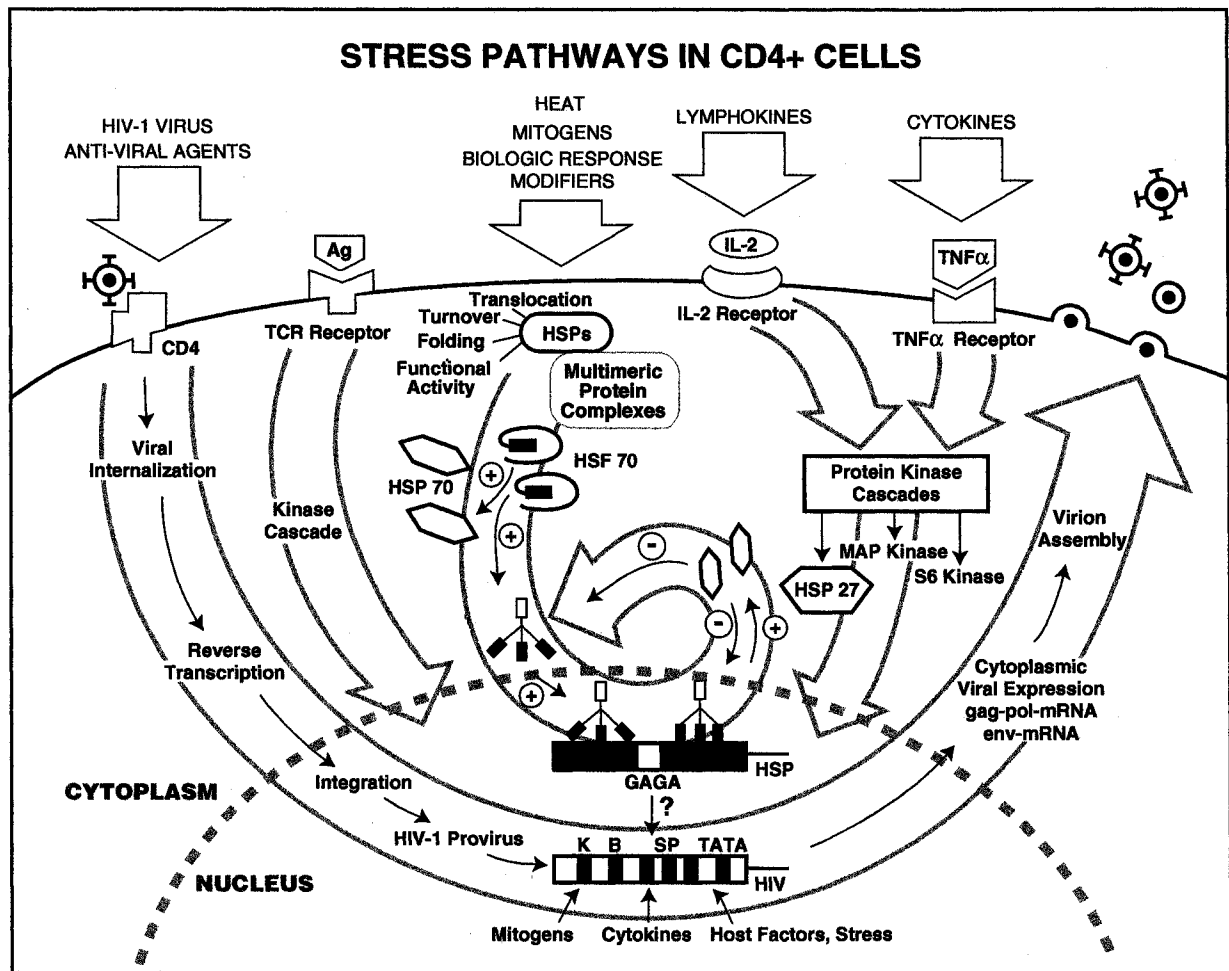 STRESS PATHWAYS IN CD4+ CELLS
HIV-1 VIRUS
ANTI-VIRAL AGENTS
HEAT
MITOGENS
BIOLOGIC RESPONSE
MODIFIERS
LYMPHOKINES
CYTOKINES
Ag
IL-2
TNFα
CD4
TCR Receptor
Translocation
Turnover
Folding
Functional
Activity
HSPs
Multimeric
Protein
Complexes
IL-2 Receptor
TNFα Receptor
Viral
Internalization
Kinase
Cascade
HSP 70
HSF 70
+
+
-
-
+
+
Protein Kinase
Cascades
MAP Kinase
S6 Kinase
HSP 27
Virion
Assembly
Reverse
Transcription
Cytoplasmic
Viral Expression
gag-pol-mRNA
env-mRNA
HSP
GAGA
?
CYTOPLASM
Integration
HIV-1 Provirus
K B SP TATA
HIV
NUCLEUS
Mitogens Cytokines Host Factors, Stress